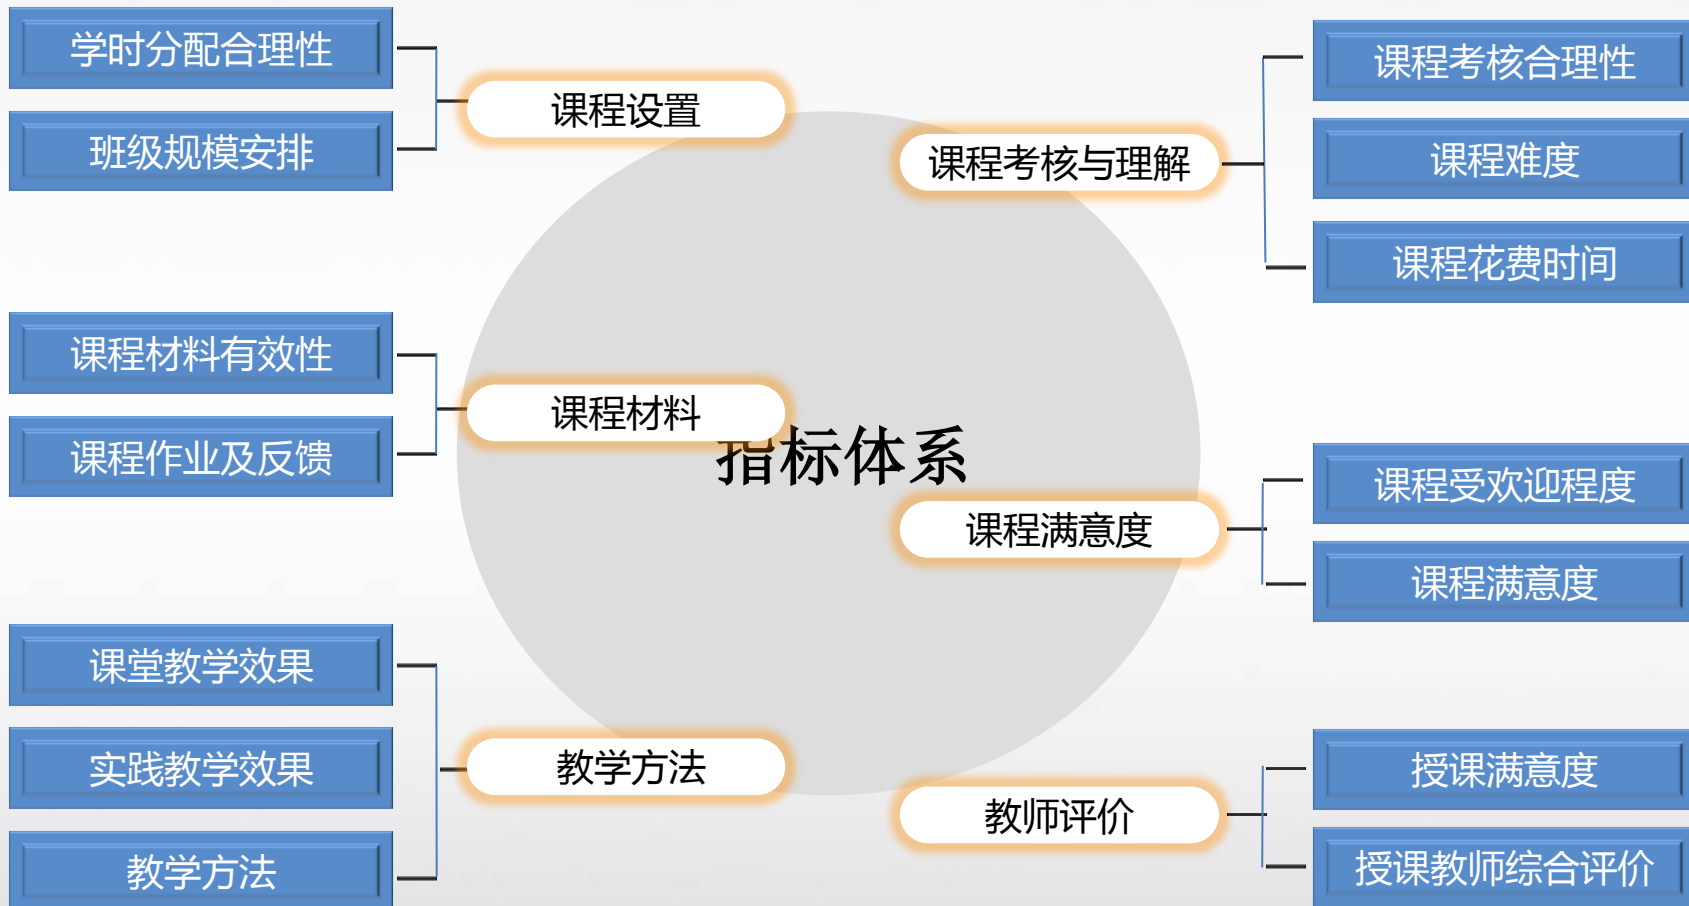 学时分配合理性
班级规模安排
课程设置
课程材料有效性
课程作业及反馈
课程材料
课堂教学效果
实践教学效果
教学方法
教学方法
指标体系
课程考核与理解
课程考核合理性
课程难度
课程花费时间
课程满意度
课程受欢迎程度
课程满意度
教师评价
授课满意度
授课教师综合评价